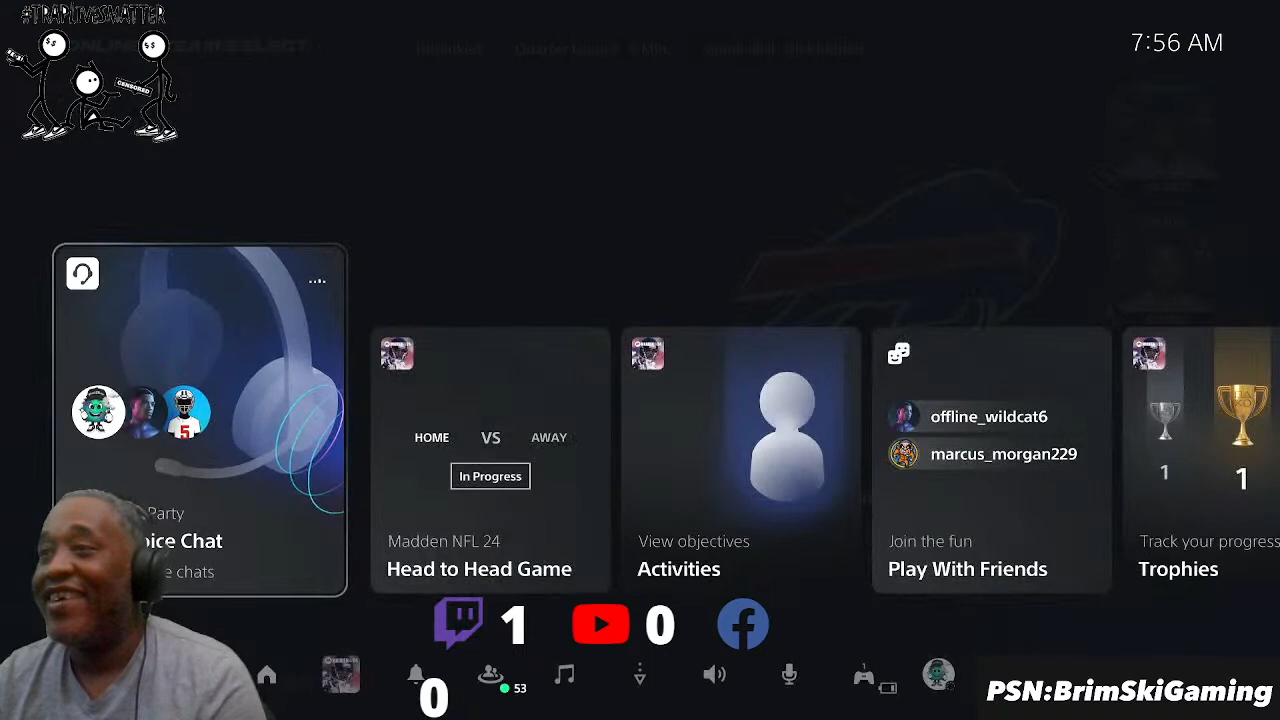 #TRAPLIVESMATTER
CENSORED
7:56 AM
Party
oice Chat
e chats
HOME VS AWAY
In Progress
Madden NFL 24
Head to Head Game
View objectives
Activities
offline_wildcat6
marcus_morgan229
Join the fun
Play With Friends
1
1
Track your progress
Trophies
1
0
0
53
1
PSN:BrimSkiGaming